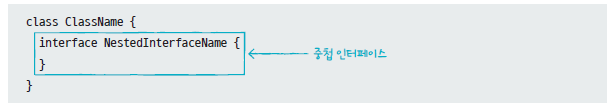 class ClassName {
interface NestedInterfaceName {
중첩 인터페이스
}
}